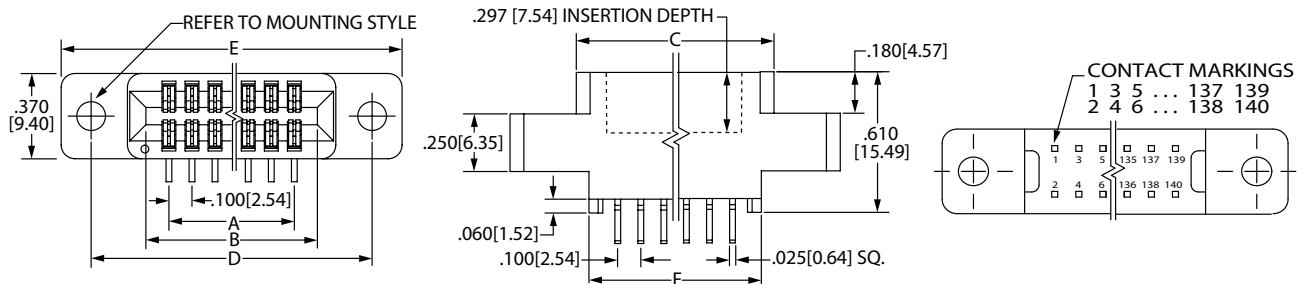 REFER TO MOUNTING STYLE
E
.370
[9.40]
.100[2.54]
A
B
D
.297 [7.54] INSERTION DEPTH
C
.180[4.57]
.250[6.35]
.610
[15.49]
.060[1.52]
.100[2.54]
.025[0.64] SQ.
F
CONTACT MARKINGS
1 3 5 ... 137 139
2 4 6 ... 138 140
1 3 5 135 137 139
2 4 6 136 138 140